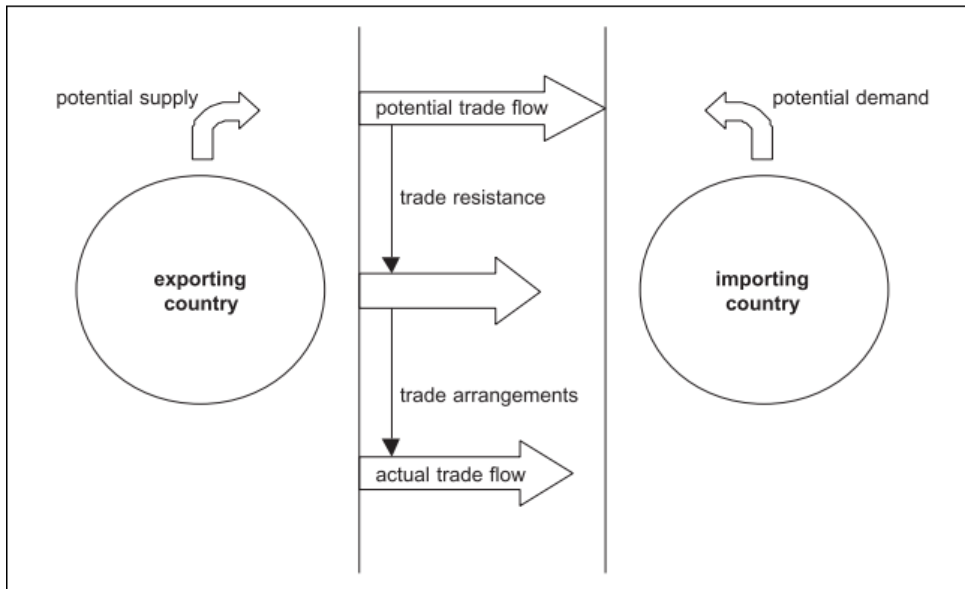 potential supply
potential trade flow
potential demand
trade resistance
exporting
country
importing
country
trade arrangements
actual trade flow